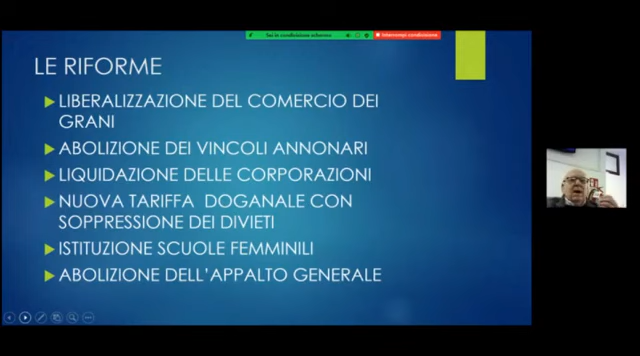 Sei in condivisione schermo
Interrompi condivisione
LE RIFORME
LIBERALIZZAZIONE DEL COMERCIO DEI
GRANI
ABOLIZIONE DEI VINCOLI ANNONARI
LIQUIDAZIONE DELLE CORPORAZIONI
NUOVA TARIFFA DOGANALE CON
SOPPRESSIONE DEI DIVIETI
ISTITUZIONE SCUOLE FEMMINILI
ABOLIZIONE DELL'APPALTO GENERALE